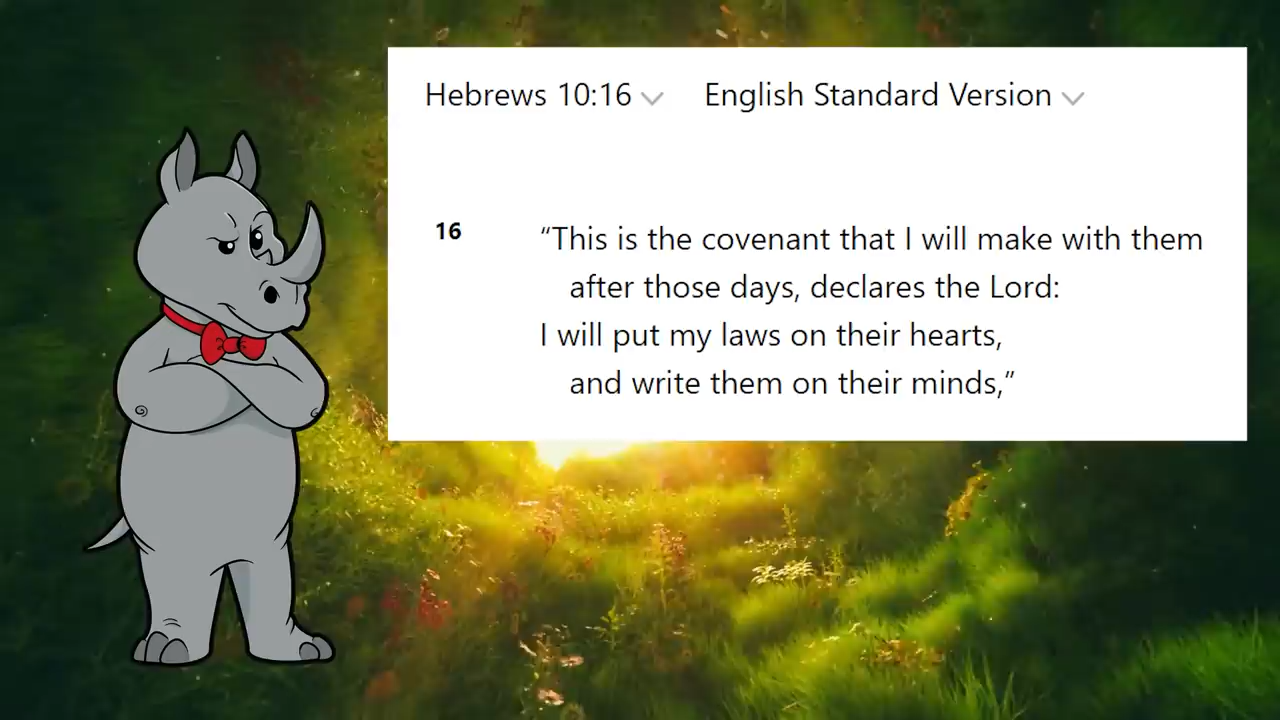 Hebrews 10:16 English Standard Version
16 “This is the covenant that I will make with them
after those days, declares the Lord:
I will put my laws on their hearts,
and write them on their minds,”